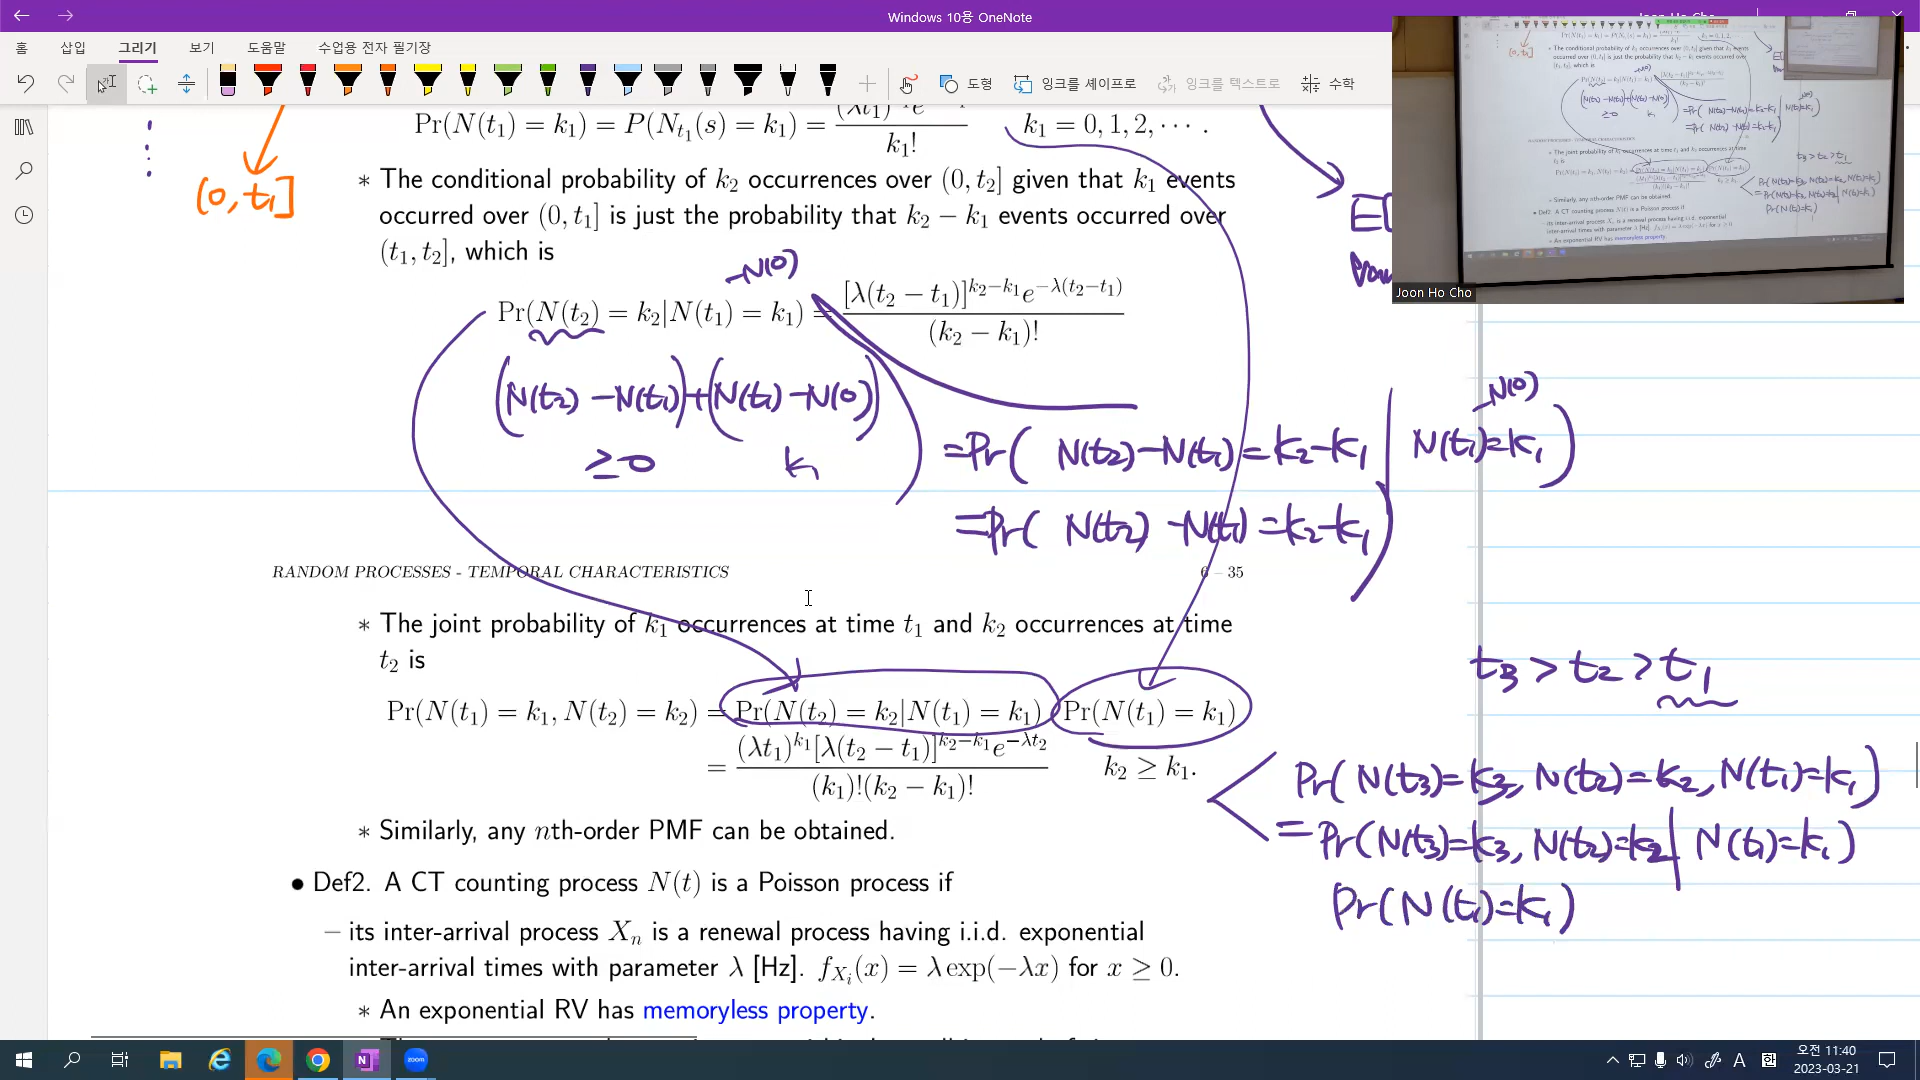 Windows 10용 OneNote
홈 삽입 그리기 보기 도움말 수업용 전자 필기장
도형 잉크를 셰이프로 잉크를 텍스트로 수학
Pr(N(t₁) = k₁) = P(N_{t₁}(s) = k₁) = (λt₁) e / k₁! k₁ = 0, 1, 2, ⋯ .
(0, t₁]
∗ The conditional probability of k₂ occurrences over (0, t₂] given that k₁ events
occurred over (0, t₁] is just the probability that k₂ − k₁ events occurred over
(t₁, t₂], which is
-N(0)
Pr(N(t₂) = k₂|N(t₁) = k₁) = [λ(t₂ − t₁)]^{k₂−k₁}e^{−λ(t₂−t₁)} / (k₂ − k₁)!
Joon Ho Cho
(N(t₂) -N(t₁))+(N(t₁) -N(0))
≥0 k₁
-N(0)
=Pr( N(t₂)-N(t₁)=k₂-k₁ | N(t₁)=k₁)
=Pr( N(t₂) -N(t₁) =k₂-k₁)
RANDOM PROCESSES - TEMPORAL CHARACTERISTICS 6 – 35
∗ The joint probability of k₁ occurrences at time t₁ and k₂ occurrences at time
t₂ is
Pr(N(t₁) = k₁, N(t₂) = k₂) = Pr(N(t₂) = k₂|N(t₁) = k₁) Pr(N(t₁) = k₁)
= (λt₁)^{k₁}[λ(t₂ − t₁)]^{k₂−k₁}e^{−λt₂} / (k₁)!(k₂ − k₁)! k₂ ≥ k₁.
t₃ > t₂ > t₁
Pr( N(t₃)=k₃, N(t₂)=k₂, N(t₁)=k₁)
=Pr(N(t₃)=k₃, N(t₂)=k₂| N(t₁)=k₁)
Pr(N(t₁)=k₁)
∗ Similarly, any nth-order PMF can be obtained.
● Def2. A CT counting process N(t) is a Poisson process if
– its inter-arrival process Xₙ is a renewal process having i.i.d. exponential
inter-arrival times with parameter λ [Hz]. f_{Xᵢ}(x) = λ exp(−λx) for x ≥ 0.
∗ An exponential RV has memoryless property.
zoom
A 한 오전 11:40
2023-03-21